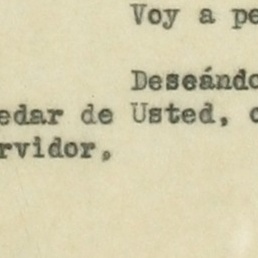 Voy a pe
Deseándo
edar de Usted, c
rvidor,